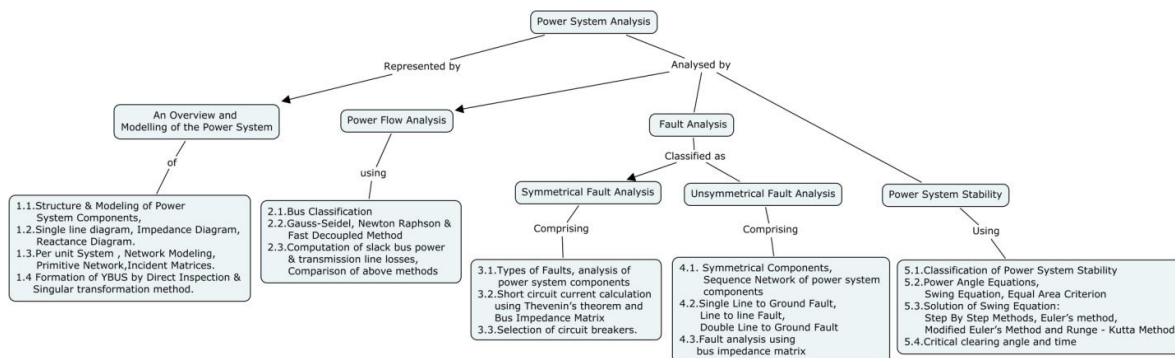 Power System Analysis
Represented by
Analysed by
An Overview and
Modelling of the Power System
Power Flow Analysis
Fault Analysis
of
using
Classified as
Symmetrical Fault Analysis
Unsymmetrical Fault Analysis
Power System Stability
Comprising
Comprising
Using
1.1.Structure & Modeling of Power
System Components,
1.2.Single line diagram, Impedance Diagram,
Reactance Diagram.
1.3.Per unit System , Network Modeling,
Primitive Network,Incident Matrices.
1.4 Formation of YBUS by Direct Inspection &
Singular transformation method.
2.1.Bus Classification
2.2.Gauss-Seidel, Newton Raphson &
Fast Decoupled Method
2.3.Computation of slack bus power
& transmission line losses,
Comparison of above methods
3.1.Types of Faults, analysis of
power system components
3.2.Short circuit current calculation
using Thevenin's theorem and
Bus Impedance Matrix
3.3.Selection of circuit breakers.
4.1. Symmetrical Components,
Sequence Network of power system
components
4.2.Single Line to Ground Fault,
Line to line Fault,
Double Line to Ground Fault
4.3.Fault analysis using
bus impedance matrix
5.1.Classification of Power System Stability
5.2.Power Angle Equations,
Swing Equation, Equal Area Criterion
5.3.Solution of Swing Equation:
Step By Step Methods, Euler's method,
Modified Euler's Method and Runge - Kutta Method
5.4.Critical clearing angle and time